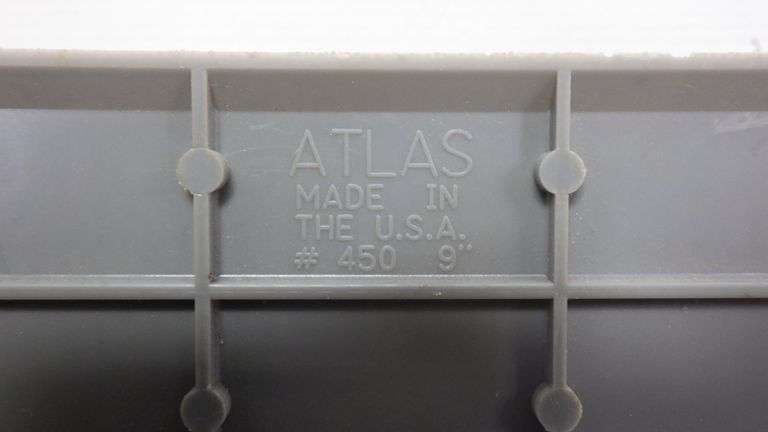 ATLAS
MADE IN
THE U.S.A.
# 450 9"